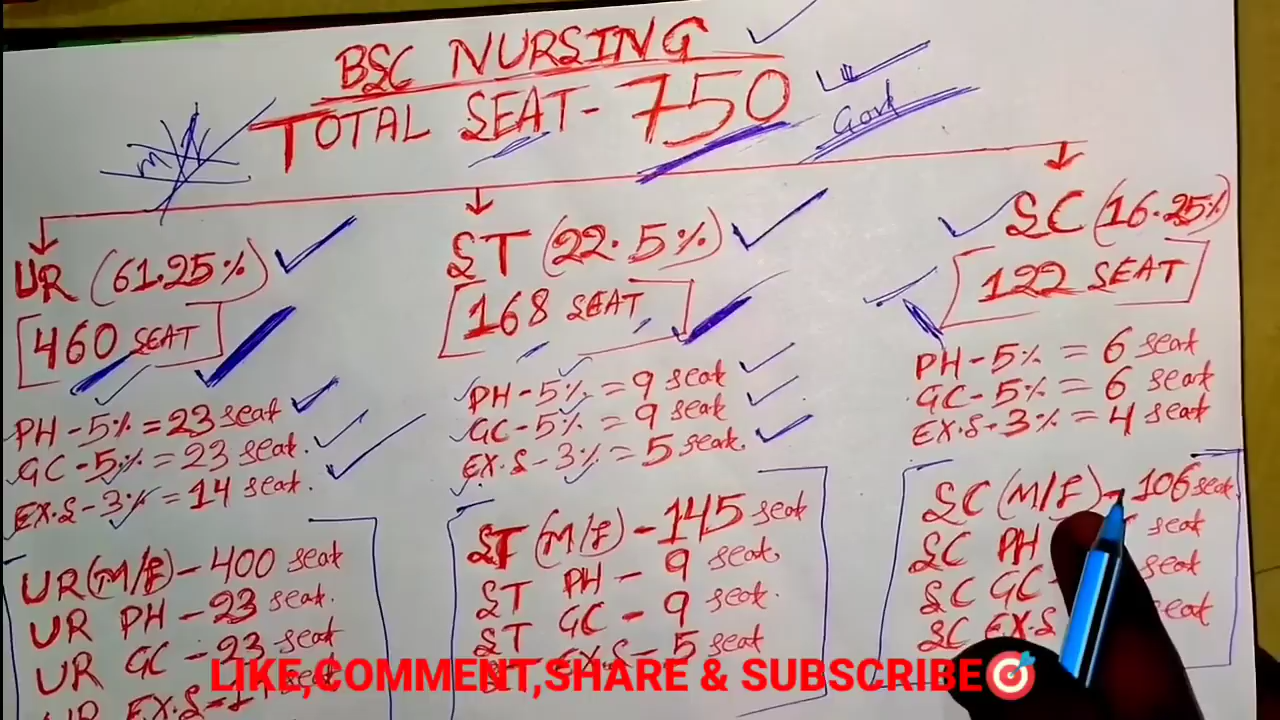 BSC NURSING
TOTAL SEAT- 750
Govt
UR (61.25%)
[460 SEAT]
PH-5% = 23 seat
GC-5% = 23 seat.
EX.S-3% = 14 seat.
UR(M/F)-400 seat
UR PH-23 seat.
UR GC-23 seat
UR EX.S-
ST (22.5%)
[168 SEAT]
PH-5% = 9 seat
GC-5% = 9 seat
EX.S-3% = 5 seat.
ST (M/F)-145 seat
ST PH-9 seat.
ST GC-9 seat.
ST EX.S-5 seat
SC (16.25%)
[122 SEAT]
PH-5% = 6 seat
GC-5% = 6 seat
EX.S-3% = 4 seat
SC (M/F)-106 seat
SC PH seat
SC GC seat
SC EX.S seat
LIKE,COMMENT,SHARE & SUBSCRIBE